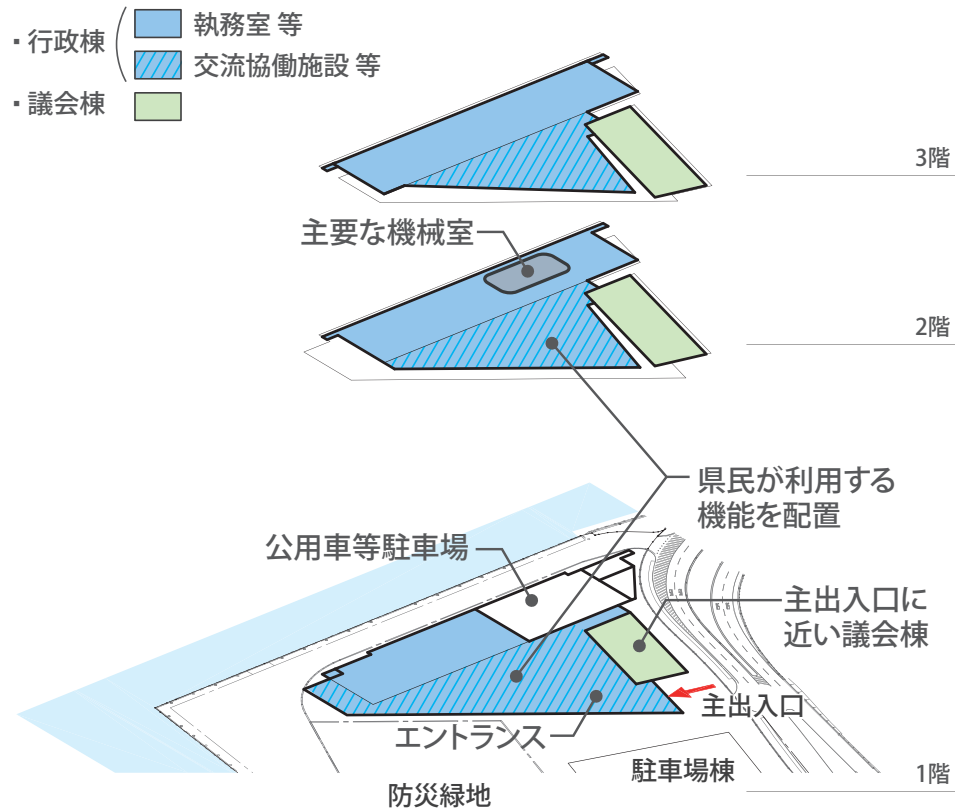 ・行政棟
執務室 等
交流協働施設 等
・議会棟
3階
主要な機械室
2階
県民が利用する
機能を配置
公用車等駐車場
主出入口に
近い議会棟
主出入口
エントランス
駐車場棟
1階
防災緑地